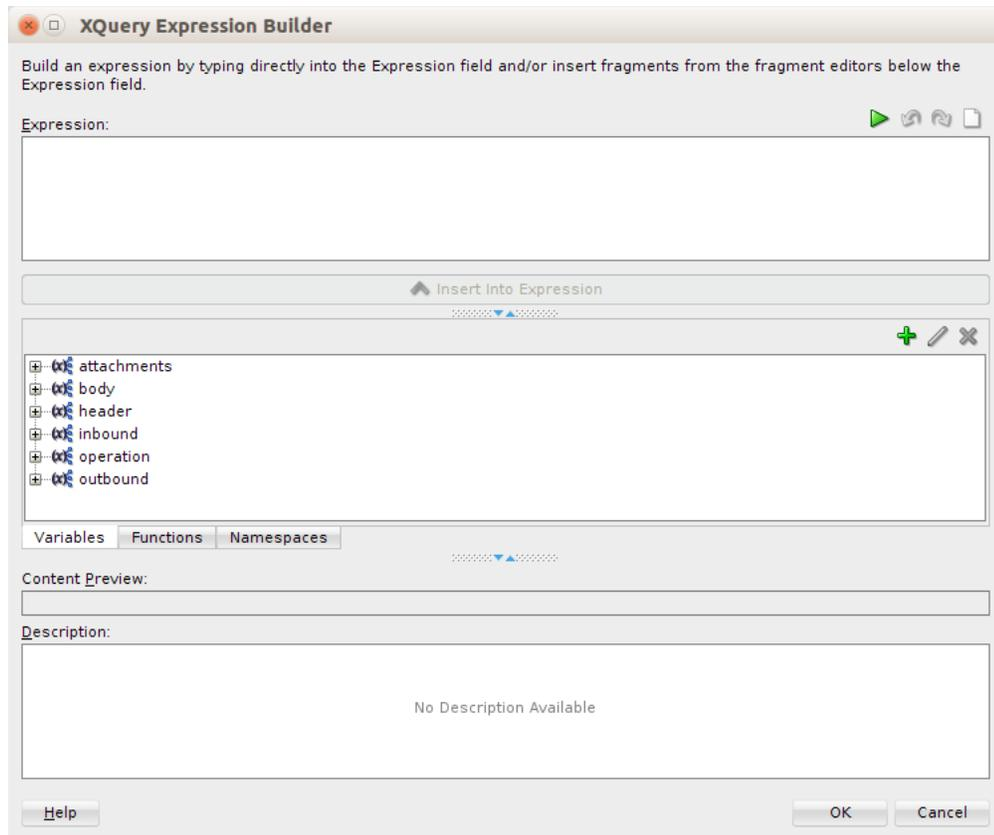 XQuery Expression Builder
Build an expression by typing directly into the Expression field and/or insert fragments from the fragment editors below the
Expression field.
Expression:
Insert Into Expression
attachments
body
header
inbound
operation
outbound
Variables Functions Namespaces
Content Preview:
Description:
No Description Available
Help OK Cancel